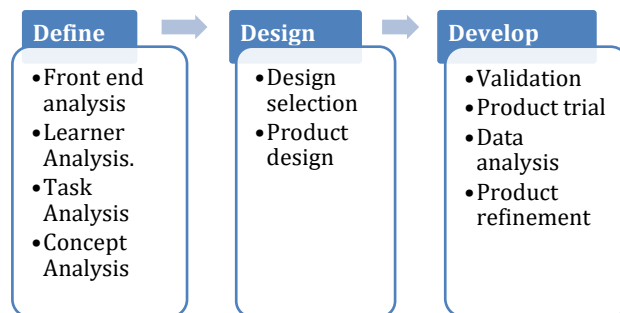 Define
•Front end
analysis
•Learner
Analysis.
•Task
Analysis
•Concept
Analysis
Design
•Design
selection
•Product
design
Develop
•Validation
•Product trial
•Data
analysis
•Product
refinement